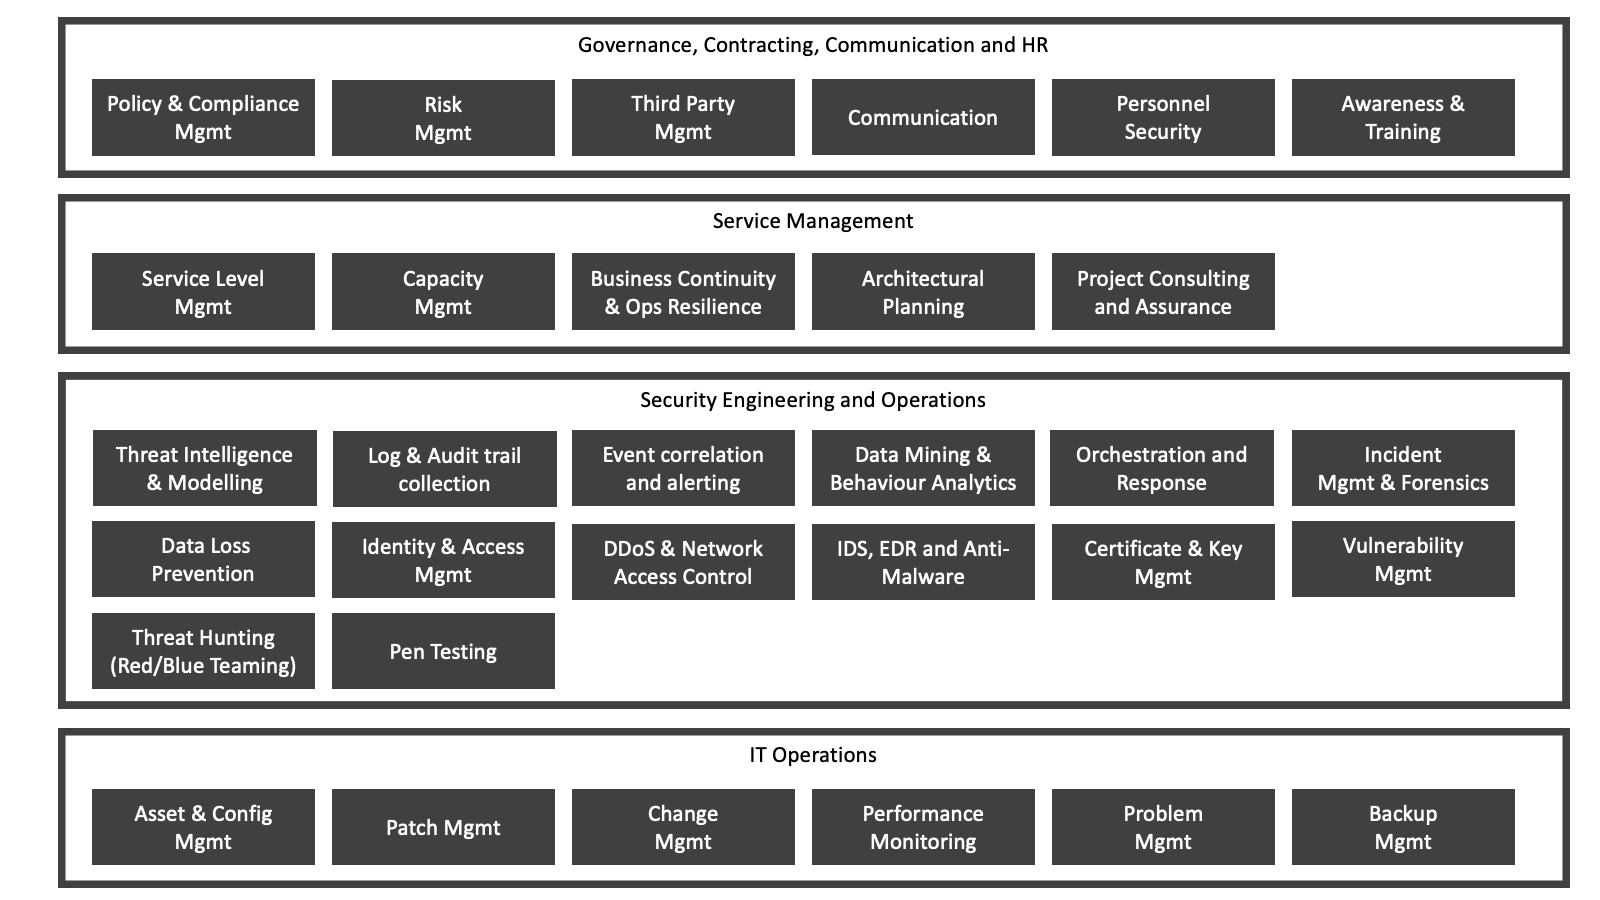 Governance, Contracting, Communication and HR
Policy & Compliance
Mgmt
Risk
Mgmt
Third Party
Mgmt
Communication
Personnel
Security
Awareness &
Training
Service Management
Service Level
Mgmt
Capacity
Mgmt
Business Continuity
& Ops Resilience
Architectural
Planning
Project Consulting
and Assurance
Security Engineering and Operations
Threat Intelligence
& Modelling
Log & Audit trail
collection
Event correlation
and alerting
Data Mining &
Behaviour Analytics
Orchestration and
Response
Incident
Mgmt & Forensics
Data Loss
Prevention
Identity & Access
Mgmt
DDoS & Network
Access Control
IDS, EDR and Anti-
Malware
Certificate & Key
Mgmt
Vulnerability
Mgmt
Threat Hunting
(Red/Blue Teaming)
Pen Testing
IT Operations
Asset & Config
Mgmt
Patch Mgmt
Change
Mgmt
Performance
Monitoring
Problem
Mgmt
Backup
Mgmt